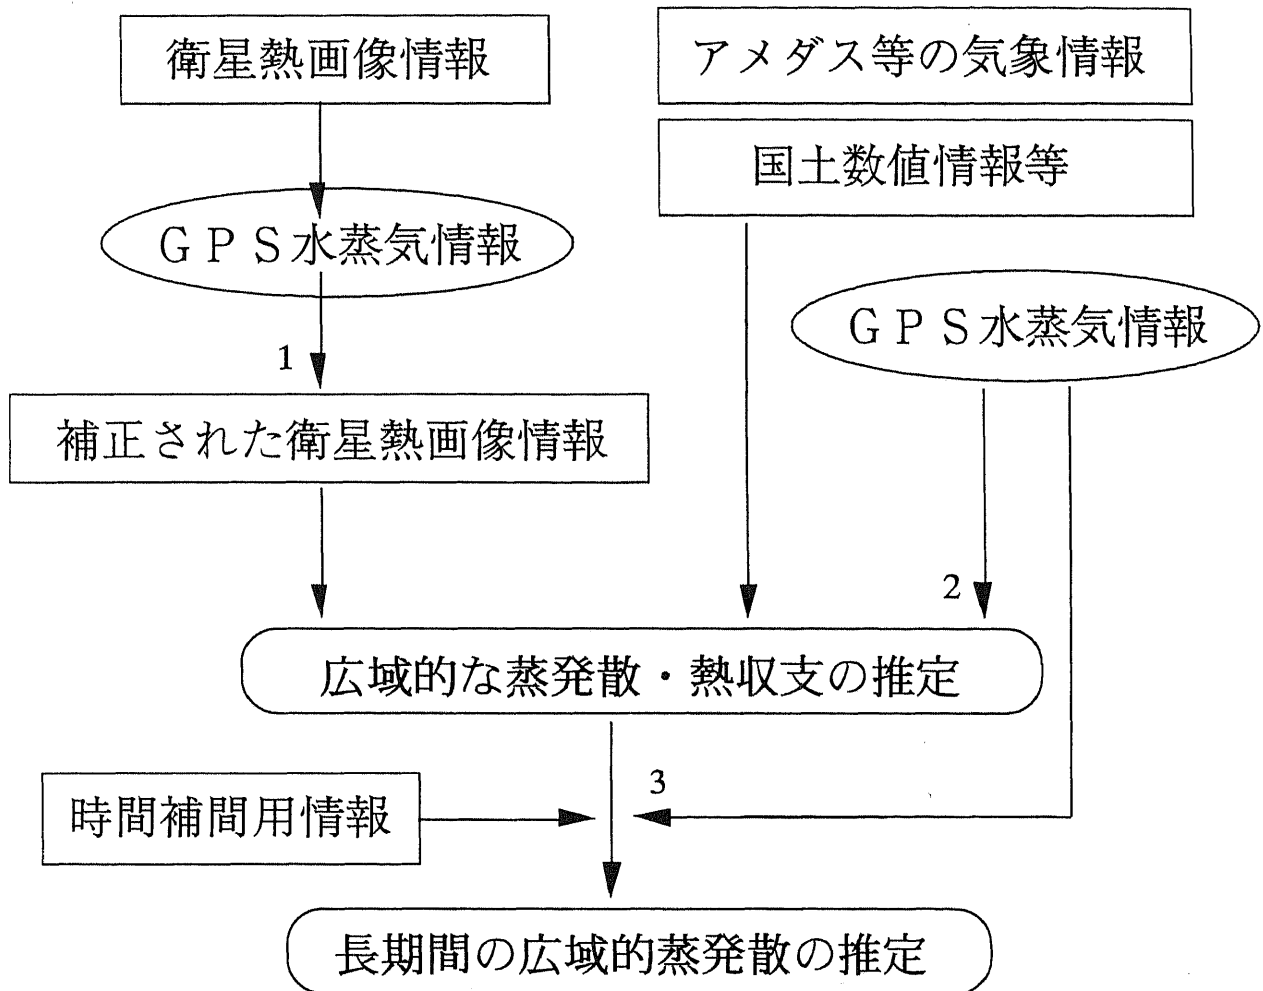 衛星熱画像情報
アメダス等の気象情報
国土数値情報等
ＧＰＳ水蒸気情報
ＧＰＳ水蒸気情報
1
補正された衛星熱画像情報
2
広域的な蒸発散・熱収支の推定
3
時間補間用情報
長期間の広域的蒸発散の推定